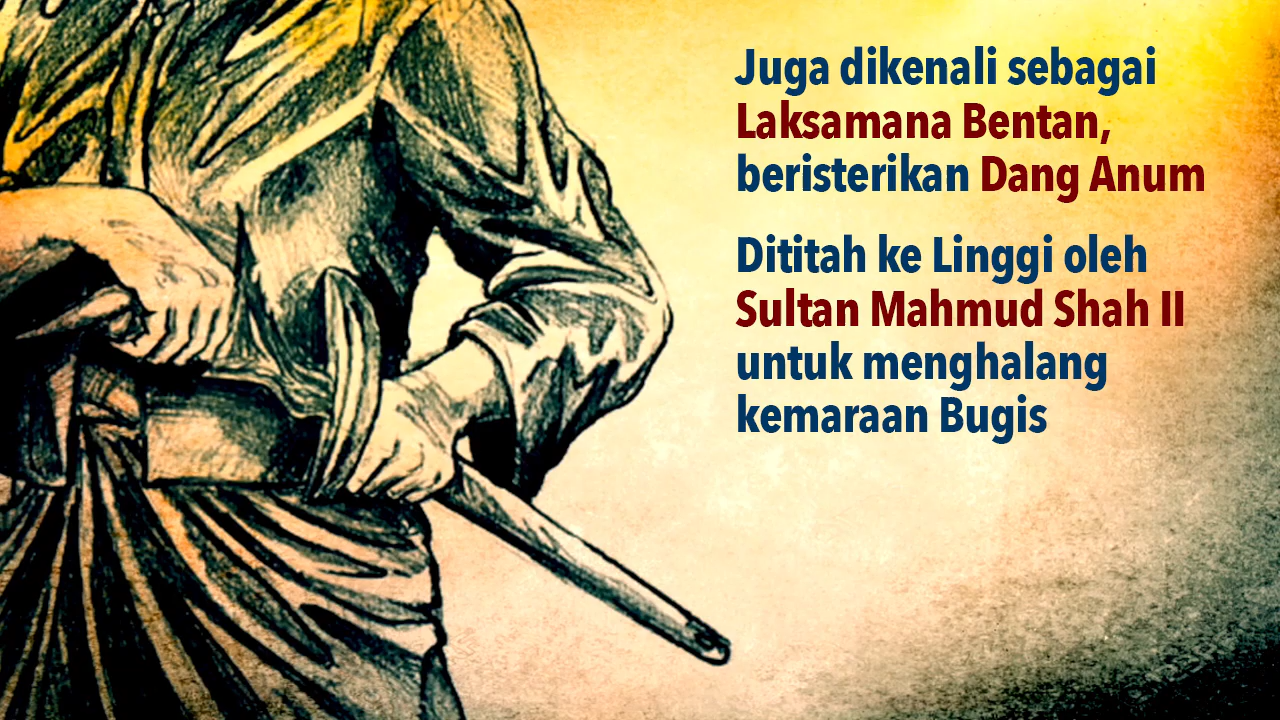 Juga dikenali sebagai
Laksamana Bentan,
beristerikan Dang Anum
Dititah ke Linggi oleh
Sultan Mahmud Shah II
untuk menghalang
kemaraan Bugis